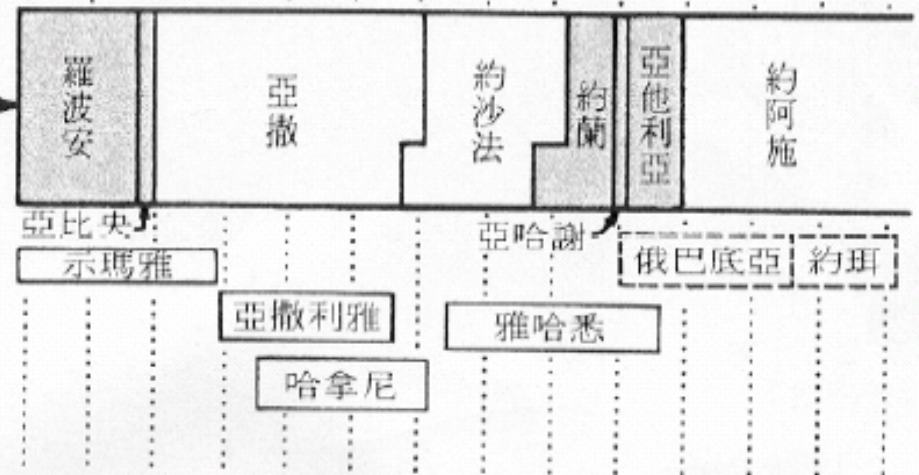 羅波安
亞撒
約沙法
約蘭
亞他利亞
約阿施
亞比央
亞哈謝
示瑪雅
俄巴底亞
約珥
亞撒利雅
雅哈悉
哈拿尼